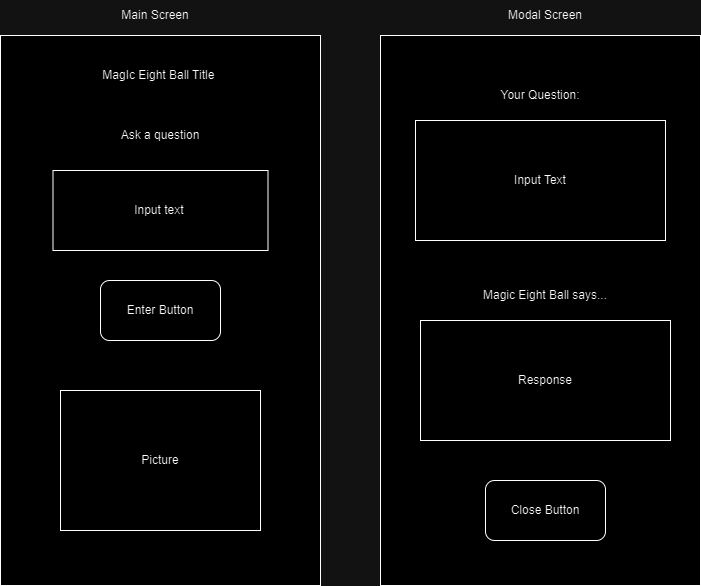 Main Screen
MagIc Eight Ball Title
Ask a question
Input text
Enter Button
Picture
Modal Screen
Your Question:
Input Text
Magic Eight Ball says...
Response
Close Button